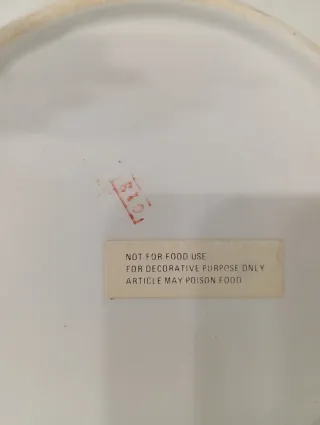 NOT FOR FOOD USE
FOR DECORATIVE PURPOSE ONLY
ARTICLE MAY POISON FOOD